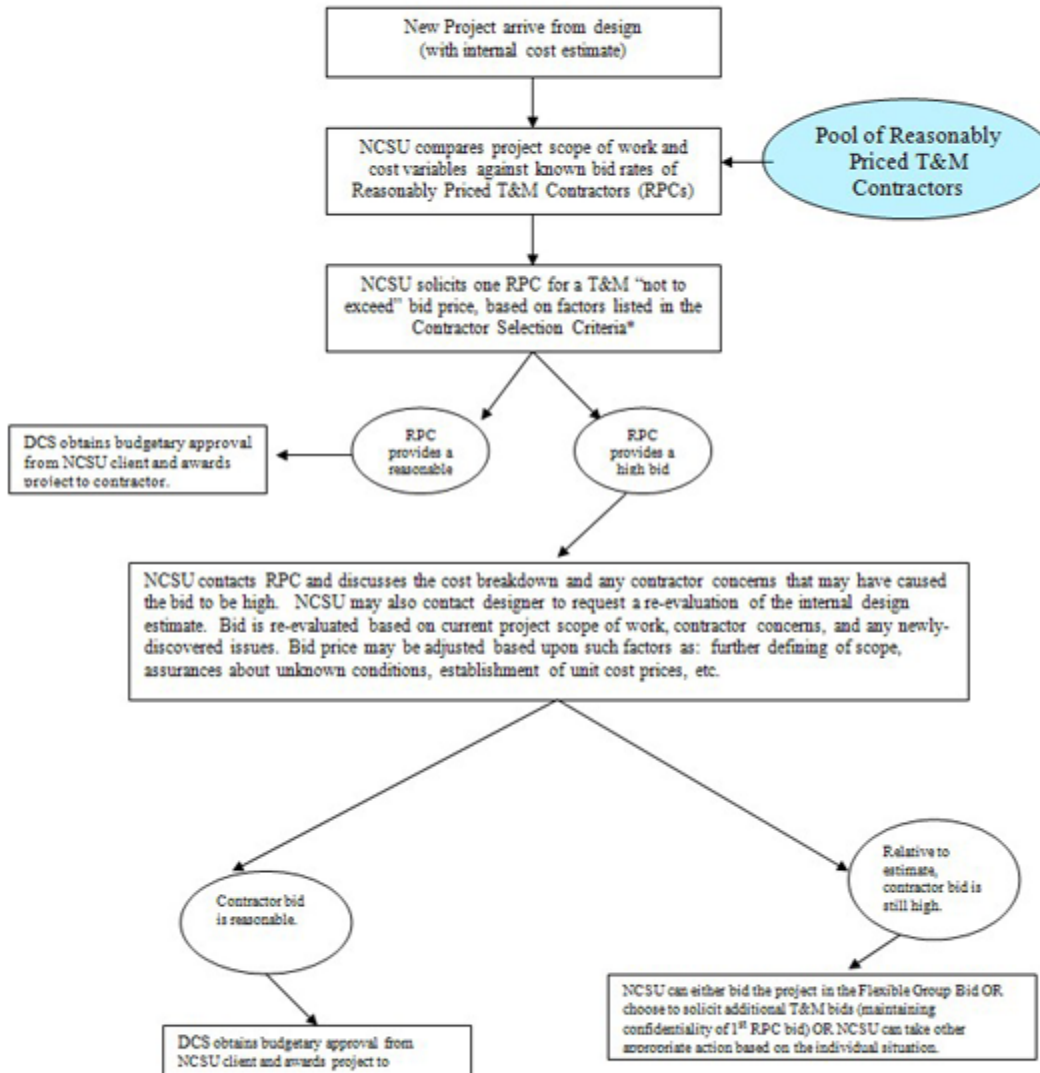 New Project arrive from design
(with internal cost estimate)
NCSU compares project scope of work and
cost variables against known bid rates of
Reasonably Priced T&M Contractors (RPCs)
Pool of Reasonably
Priced T&M
Contractors
NCSU solicits one RPC for a T&M “not to
exceed” bid price, based on factors listed in the
Contractor Selection Criteria*
RPC
provides a
reasonable
RPC
provides a
high bid
DCS obtains budgetary approval
from NCSU client and awards
project to contractor.
NCSU contacts RPC and discusses the cost breakdown and any contractor concerns that may have caused
the bid to be high. NCSU may also contact designer to request a re-evaluation of the internal design
estimate. Bid is re-evaluated based on current project scope of work, contractor concerns, and any newly-
discovered issues. Bid price may be adjusted based upon such factors as: further defining of scope,
assurances about unknown conditions, establishment of unit cost prices, etc.
Contractor bid
is reasonable.
Relative to
estimate,
contractor bid is
still high.
DCS obtains budgetary approval from
NCSU client and awards project to
NCSU can either bid the project in the Flexible Group Bid OR
choose to solicit additional T&M bids (maintaining
confidentiality of 1st RPC bid) OR NCSU can take other
appropriate action based on the individual situation.